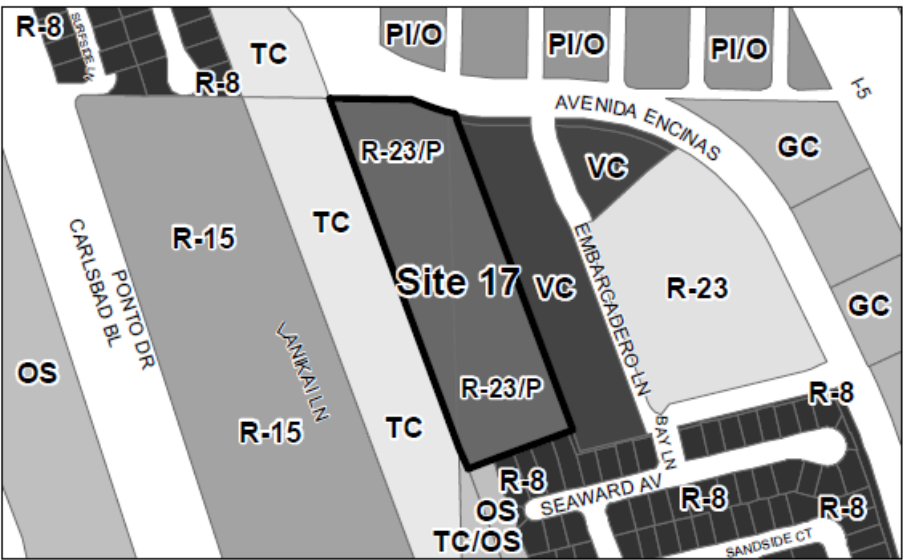 R-8
SURFSIDE LN
R-8
TC
PI/O
PI/O
PI/O
I-5
AVENIDA ENCINAS
GC
R-23/P
VC
R-15
TC
CARLSBAD BL
PONTO DR
Site 17
VC
EMBARCADERO LN
R-23
GC
OS
LANIKAI LN
R-23/P
R-15
TC
R-8
BAY LN
R-8
OS
SEAWARD AV
R-8
R-8
TC/OS
SANDSIDE CT